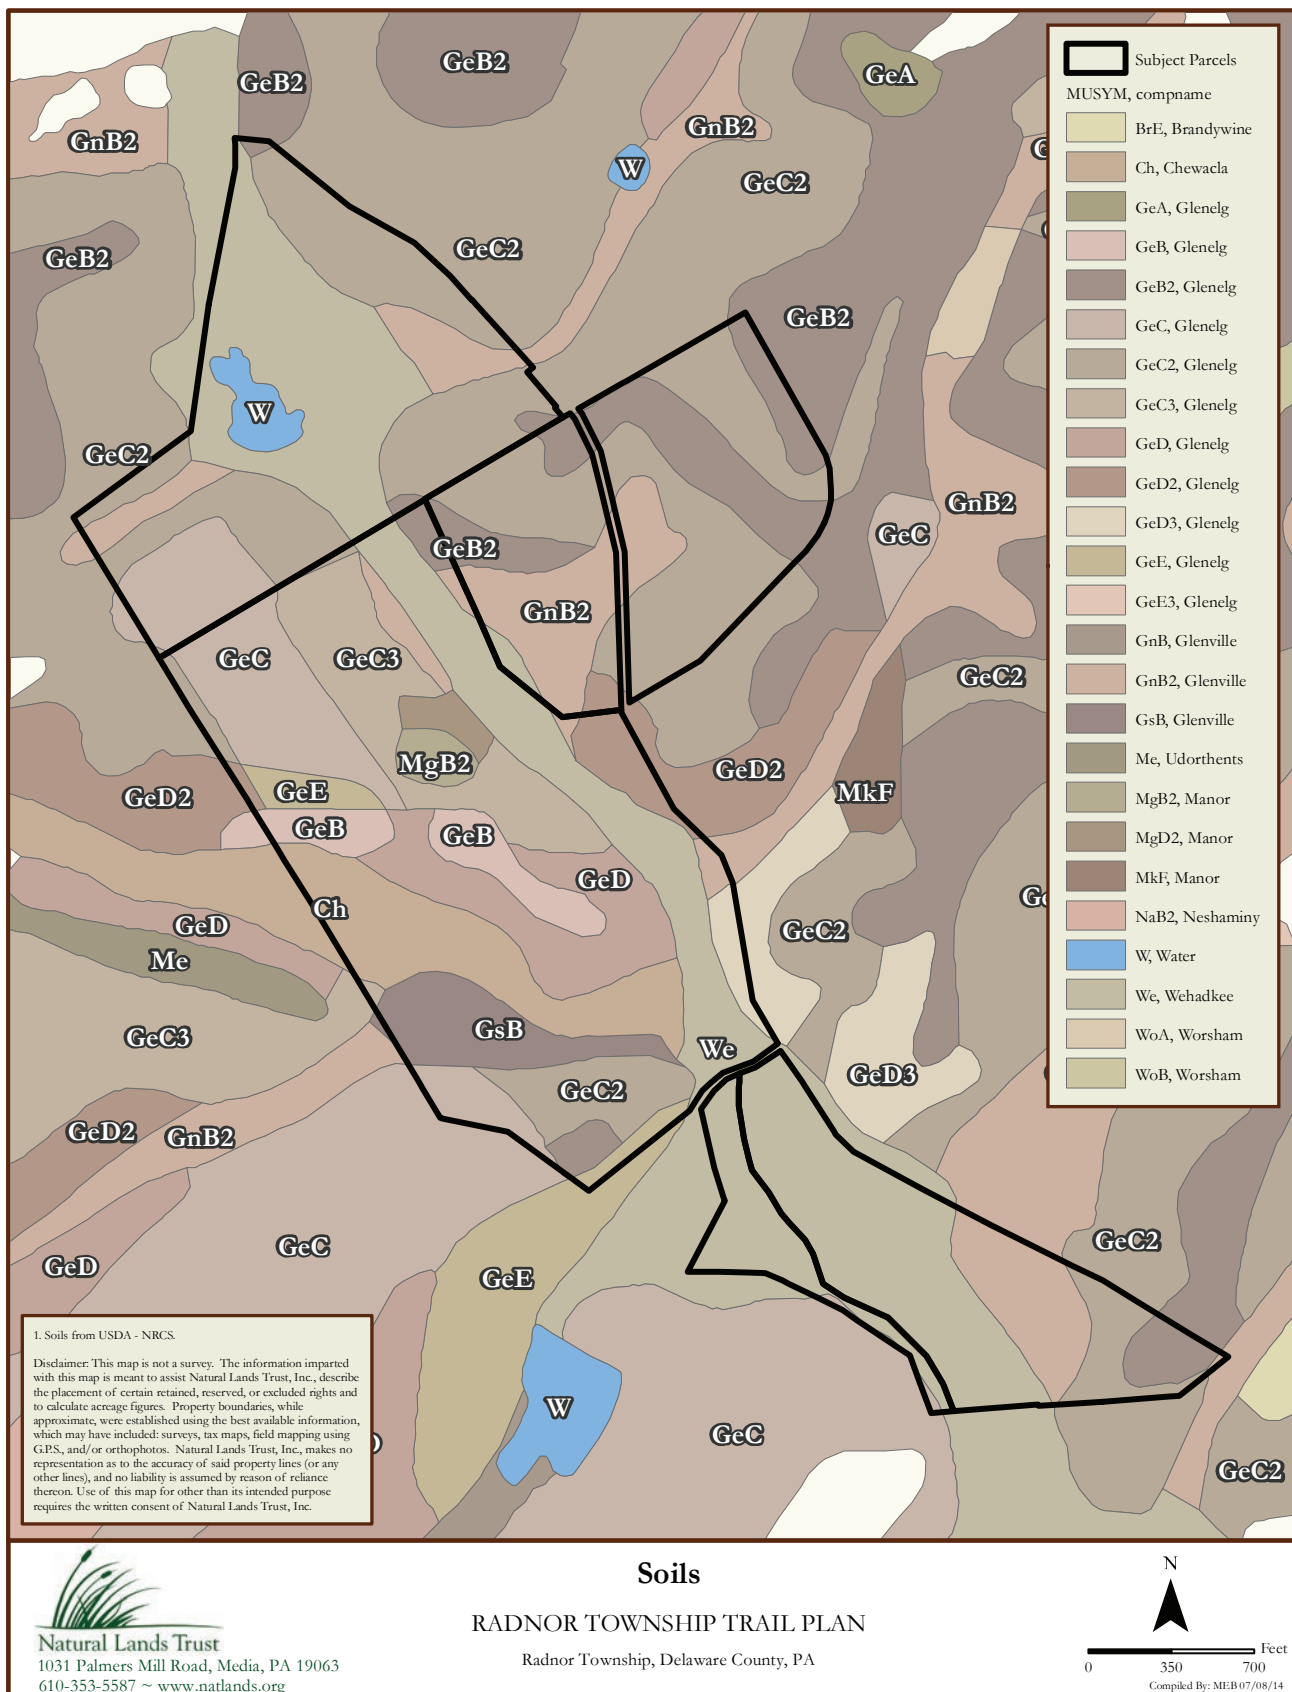 GeB2
GeB2
GeA
GnB2
GnB2
W
GeC2
GeB2
GeC2
GeB2
W
GeC2
GeB2
GnB2
GeC
GnB2
GeC
GeC3
GeC2
MgB2
GeD2
GeD2
GeE
MkF
GeB
GeB
GeD
Ch
GeD
GeC2
Me
GeC3
GsB
We
GeC2
GeD3
GeD2
GnB2
GeC
GeC2
GeD
GeE
W
GeC
GeC2
Subject Parcels
MUSYM, compname
BrE, Brandywine
Ch, Chewacla
GeA, Glenelg
GeB, Glenelg
GeB2, Glenelg
GeC, Glenelg
GeC2, Glenelg
GeC3, Glenelg
GeD, Glenelg
GeD2, Glenelg
GeD3, Glenelg
GeE, Glenelg
GeE3, Glenelg
GnB, Glenville
GnB2, Glenville
GsB, Glenville
Me, Udorthents
MgB2, Manor
MgD2, Manor
MkF, Manor
NaB2, Neshaminy
W, Water
We, Wehadkee
WoA, Worsham
WoB, Worsham
1. Soils from USDA - NRCS.
Disclaimer: This map is not a survey. The information imparted
with this map is meant to assist Natural Lands Trust, Inc., describe
the placement of certain retained, reserved, or excluded rights and
to calculate acreage figures. Property boundaries, while
approximate, were established using the best available information,
which may have included: surveys, tax maps, field mapping using
G.P.S., and/or orthophotos. Natural Lands Trust, Inc., makes no
representation as to the accuracy of said property lines (or any
other lines), and no liability is assumed by reason of reliance
thereon. Use of this map for other than its intended purpose
requires the written consent of Natural Lands Trust, Inc.
Natural Lands Trust
1031 Palmers Mill Road, Media, PA 19063
610-353-5587 ~ www.natlands.org
Soils
RADNOR TOWNSHIP TRAIL PLAN
Radnor Township, Delaware County, PA
N
Feet
0 350 700
Compiled By: MEB 07/08/14